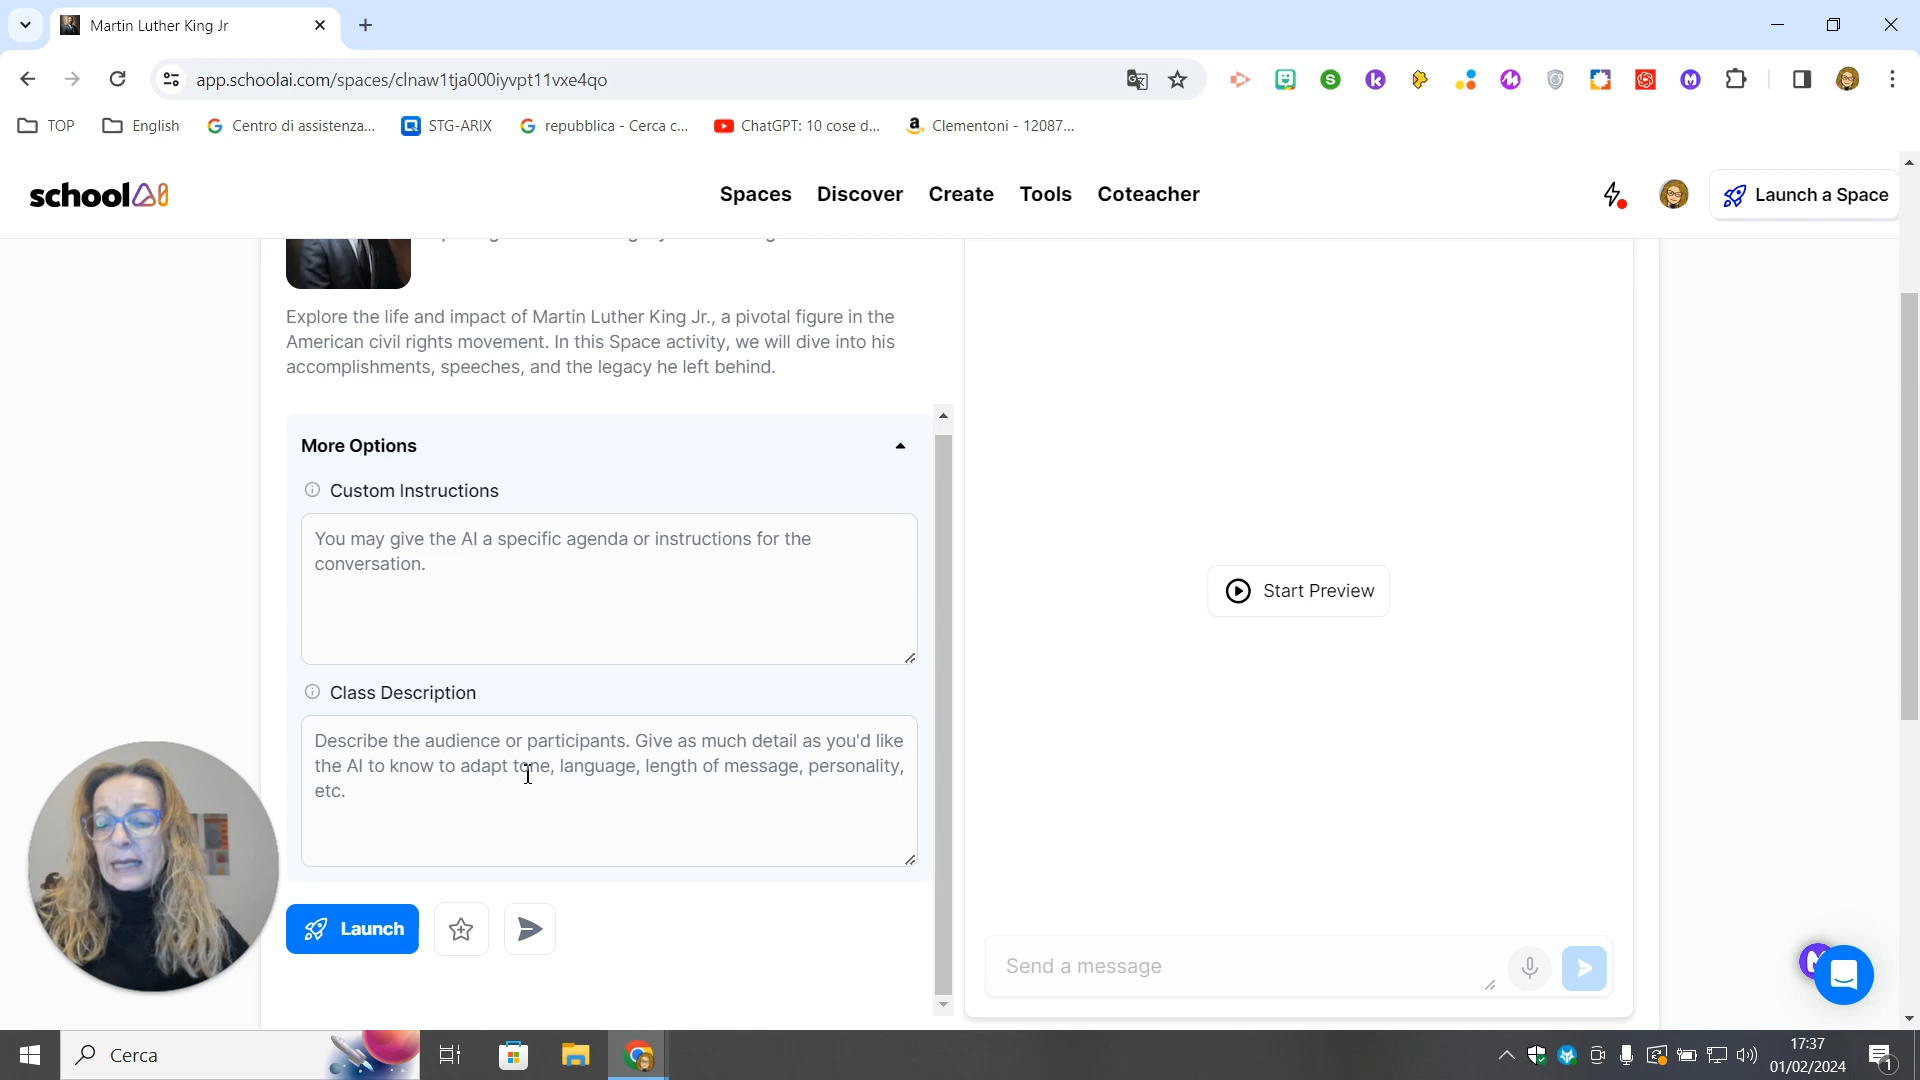 Martin Luther King Jr
app.schoolai.com/spaces/clnaw1tja000iyvpt11vxe4qo
TOP
English
Centro di assistenza...
STG-ARIX
repubblica - Cerca c...
ChatGPT: 10 cose d...
Clementoni - 12087...
school AI
Spaces
Discover
Create
Tools
Coteacher
Launch a Space
Explore the life and impact of Martin Luther King Jr., a pivotal figure in the
American civil rights movement. In this Space activity, we will dive into his
accomplishments, speeches, and the legacy he left behind.
More Options
Custom Instructions
You may give the AI a specific agenda or instructions for the
conversation.
Class Description
Describe the audience or participants. Give as much detail as you'd like
the AI to know to adapt tone, language, length of message, personality,
etc.
Launch
Start Preview
Send a message
Cerca
17:37
01/02/2024
1